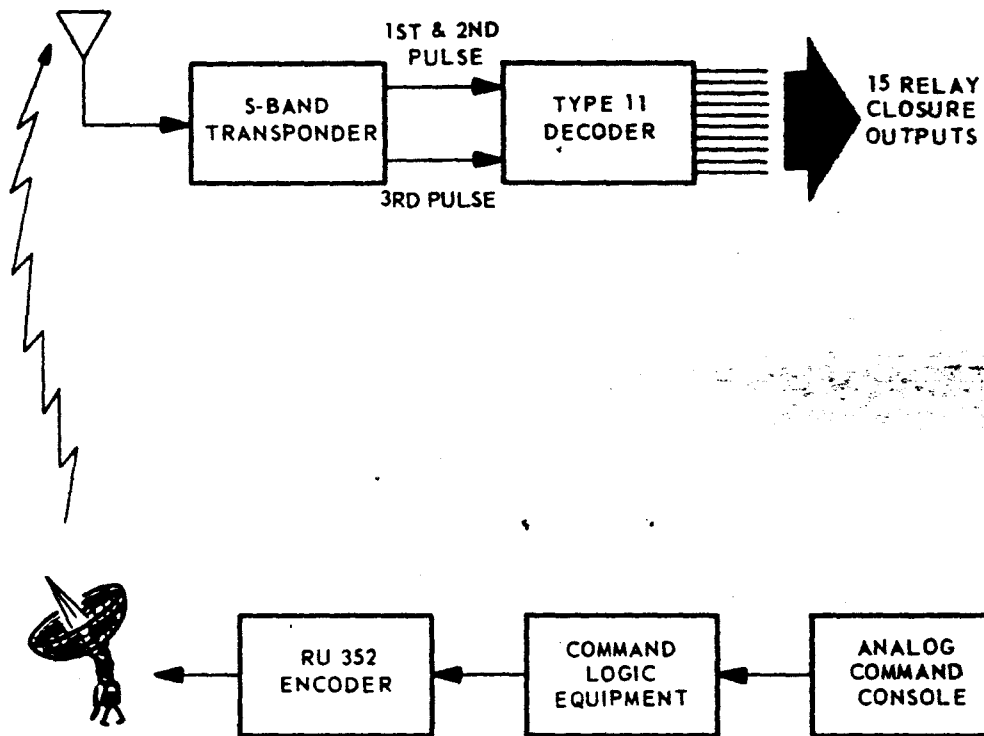 1ST & 2ND
PULSE
S-BAND
TRANSPONDER
TYPE 11
DECODER
15 RELAY
CLOSURE
OUTPUTS
3RD PULSE
RU 352
ENCODER
COMMAND
LOGIC
EQUIPMENT
ANALOG
COMMAND
CONSOLE